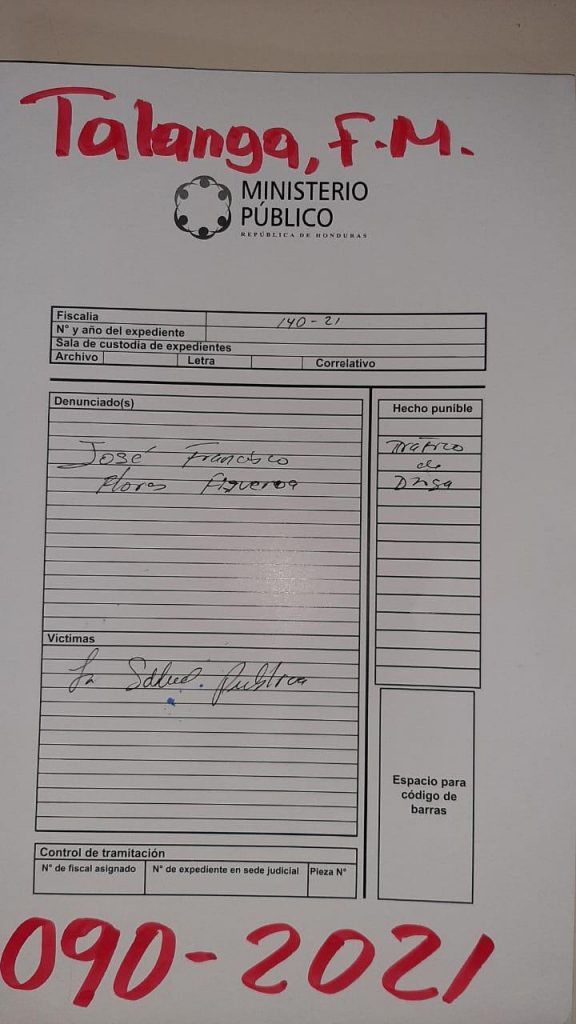 Talanga, F.M.
MINISTERIO
PÚBLICO
REPÚBLICA DE HONDURAS
Fiscalia
N° y año del expediente 140-21
Sala de custodia de expedientes
Archivo Letra Correlativo
Denunciado(s)
José Francisco
Flores Figueroa
Hecho punible
Tráfico
de
Droga
Víctimas
La Salud Publica
Espacio para
código de
barras
Control de tramitación
N° de fiscal asignado N° de expediente en sede judicial Pieza N°
090-2021